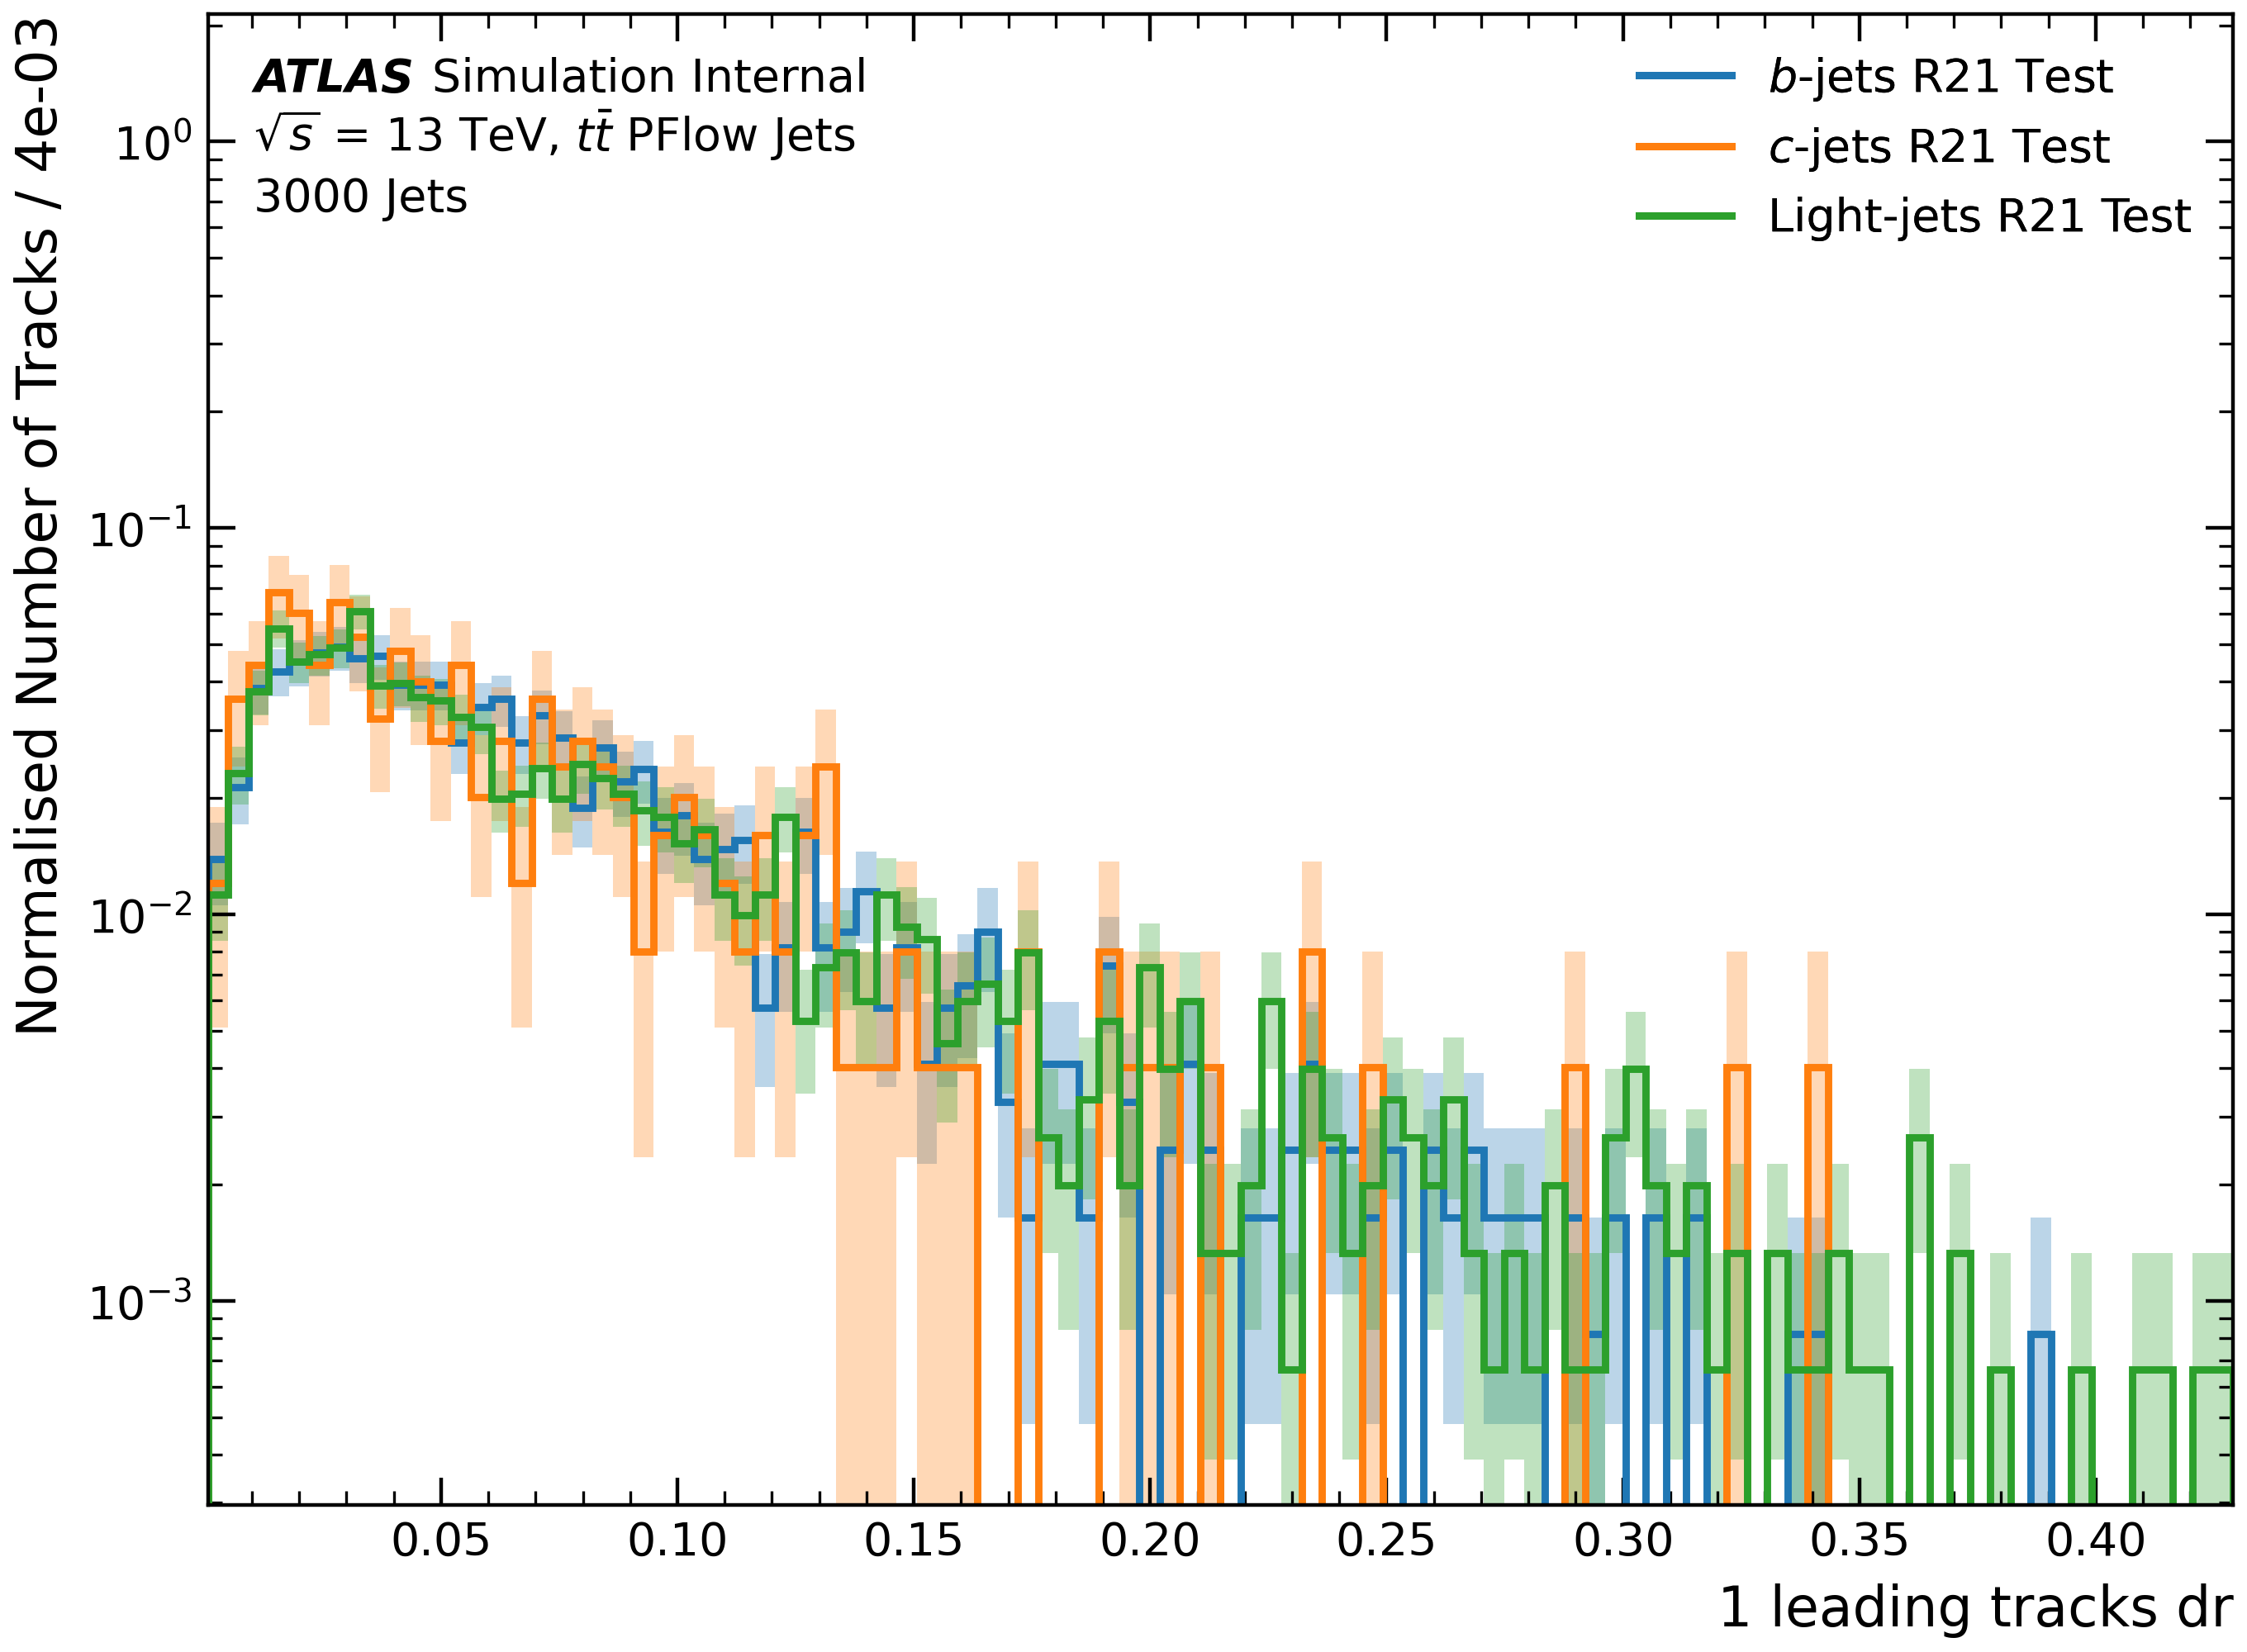 Normalised Number of Tracks / 4e-03
ATLAS Simulation Internal
√s = 13 TeV, tt̄ PFlow Jets
3000 Jets
b-jets R21 Test
c-jets R21 Test
Light-jets R21 Test
10⁰
10⁻¹
10⁻²
10⁻³
0.05 0.10 0.15 0.20 0.25 0.30 0.35 0.40
1 leading tracks dr